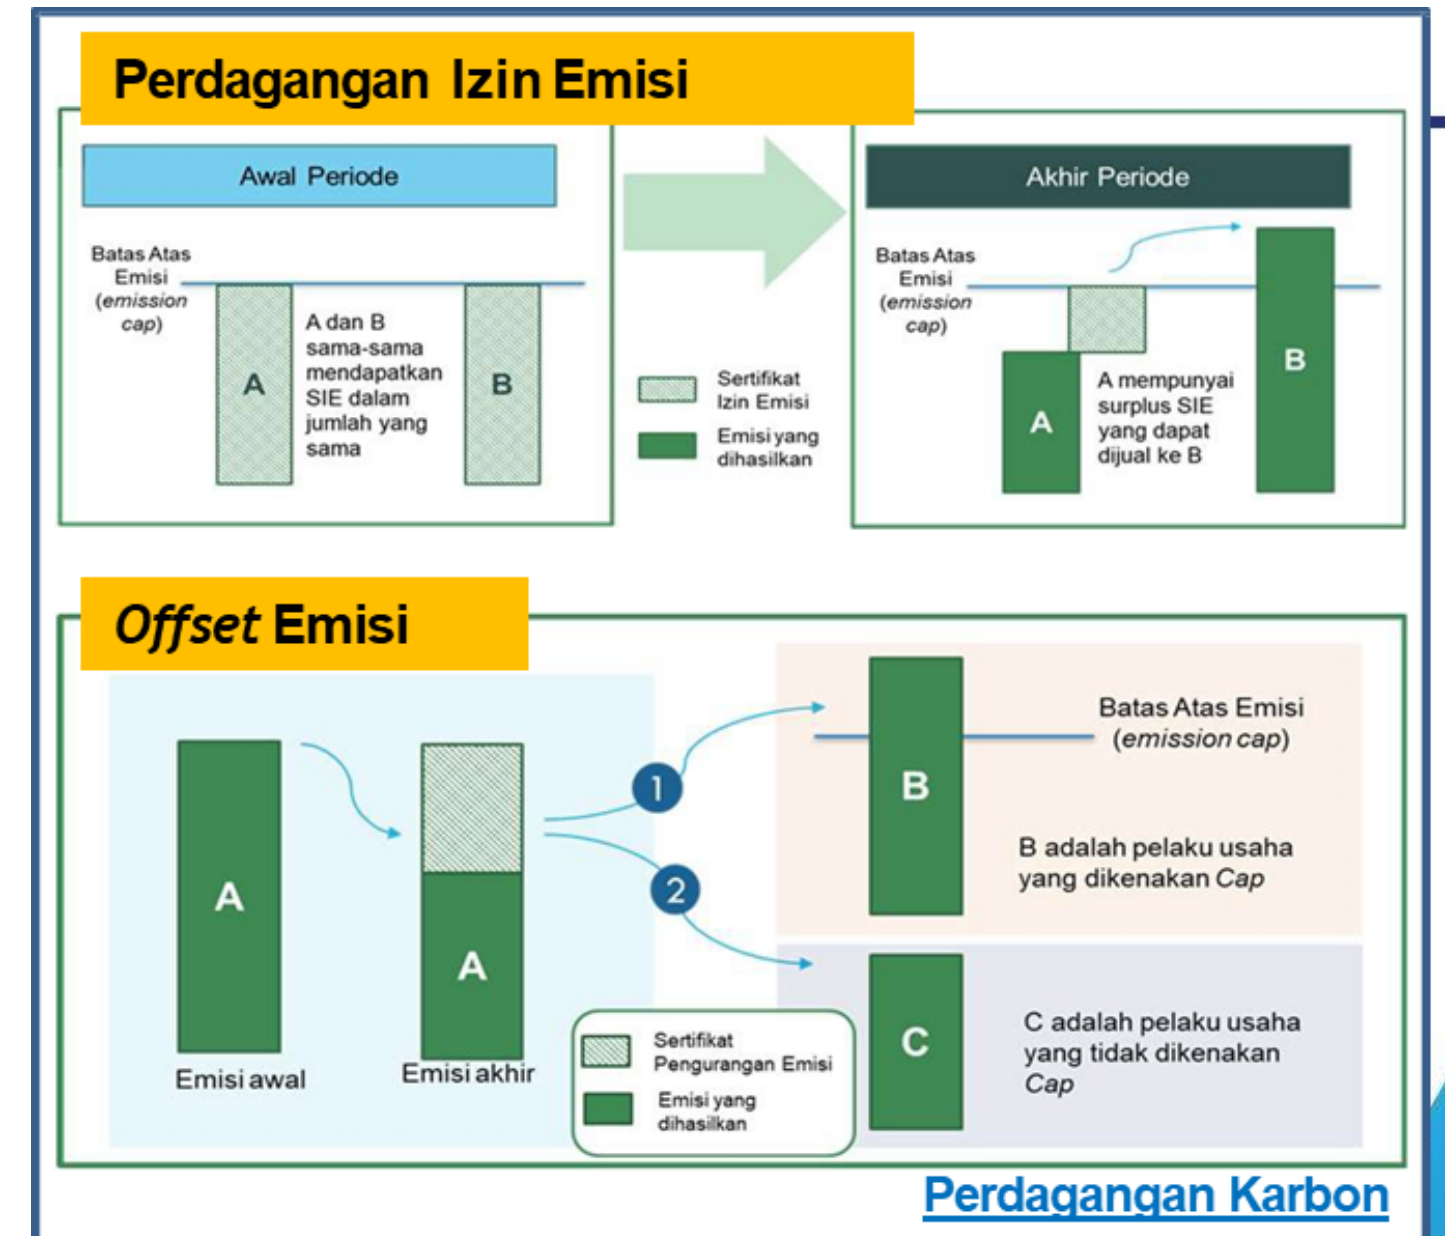 Perdagangan Izin Emisi
Awal Periode
Batas Atas
Emisi
(emission
cap)
A
A dan B
sama-sama
mendapatkan
SIE dalam
jumlah yang
sama
B
Sertifikat
Izin Emisi
Emisi yang
dihasilkan
Akhir Periode
Batas Atas
Emisi
(emission
cap)
A
A mempunyai
surplus SIE
yang dapat
dijual ke B
B
Offset Emisi
A
Emisi awal
A
Emisi akhir
1
2
B
Batas Atas Emisi
(emission cap)
B adalah pelaku usaha
yang dikenakan Cap
C
C adalah pelaku usaha
yang tidak dikenakan
Cap
Sertifikat
Pengurangan Emisi
Emisi yang
dihasilkan
Perdagangan Karbon